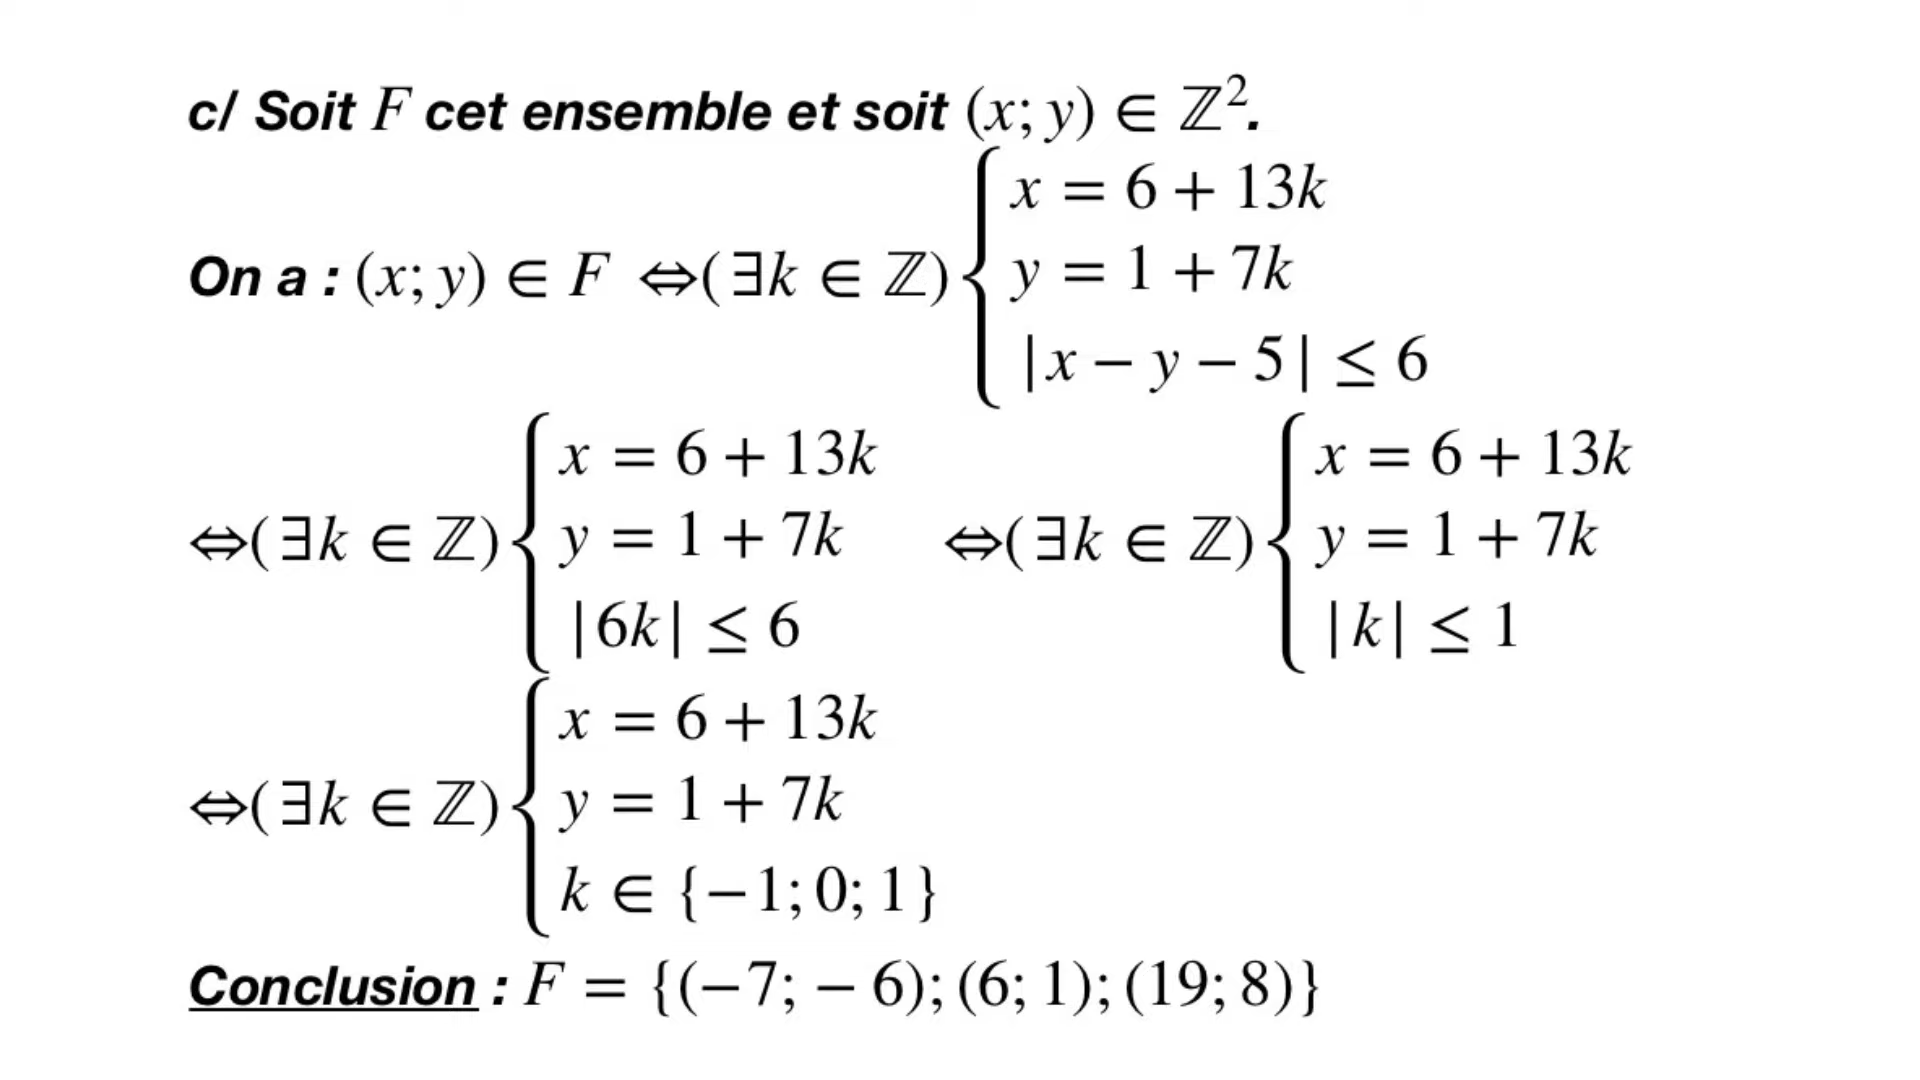 c/ Soit F cet ensemble et soit (x; y) ∈ ℤ².
On a : (x; y) ∈ F ⇔( ∃k ∈ ℤ) { x = 6 + 13k
y = 1 + 7k
|x − y − 5| ≤ 6
⇔( ∃k ∈ ℤ) { x = 6 + 13k
y = 1 + 7k
|6k| ≤ 6
⇔( ∃k ∈ ℤ) { x = 6 + 13k
y = 1 + 7k
|k| ≤ 1
⇔( ∃k ∈ ℤ) { x = 6 + 13k
y = 1 + 7k
k ∈ {−1; 0; 1}
Conclusion : F = {(−7; − 6); (6; 1); (19; 8)}